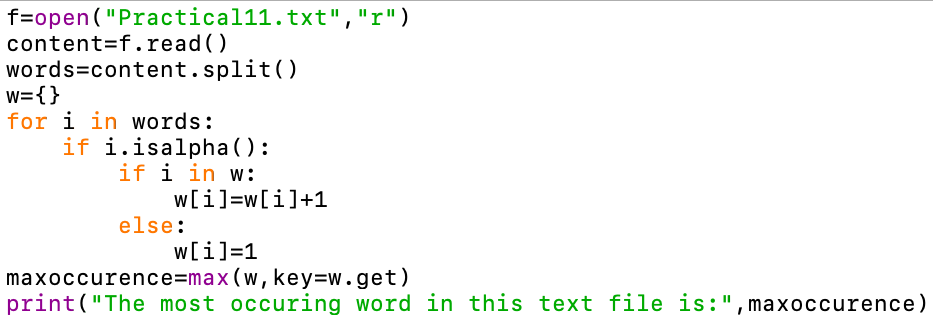 f=open("Practical11.txt","r")
content=f.read()
words=content.split()
w={}
for i in words:
    if i.isalpha():
        if i in w:
            w[i]=w[i]+1
        else:
            w[i]=1
maxoccurence=max(w,key=w.get)
print("The most occuring word in this text file is:",maxoccurence)